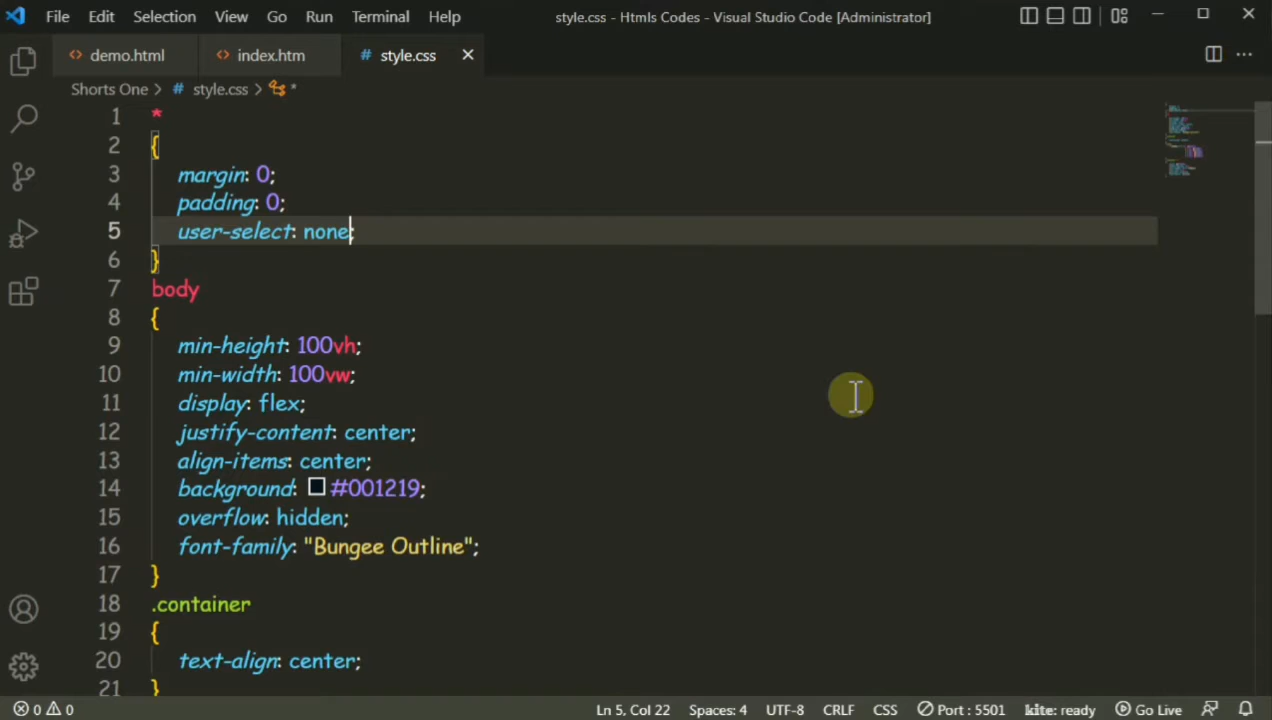 File Edit Selection View Go Run Terminal Help style.css - Htmls Codes - Visual Studio Code [Administrator]
demo.html index.htm # style.css
Shorts One > # style.css > *
1 *
2 {
3 margin: 0;
4 padding: 0;
5 user-select: none;
6 }
7 body
8 {
9 min-height: 100vh;
10 min-width: 100vw;
11 display: flex;
12 justify-content: center;
13 align-items: center;
14 background: #001219;
15 overflow: hidden;
16 font-family: "Bungee Outline";
17 }
18 .container
19 {
20 text-align: center;
21 }
0 0 Ln 5, Col 22 Spaces: 4 UTF-8 CRLF CSS Port : 5501 kite: ready Go Live